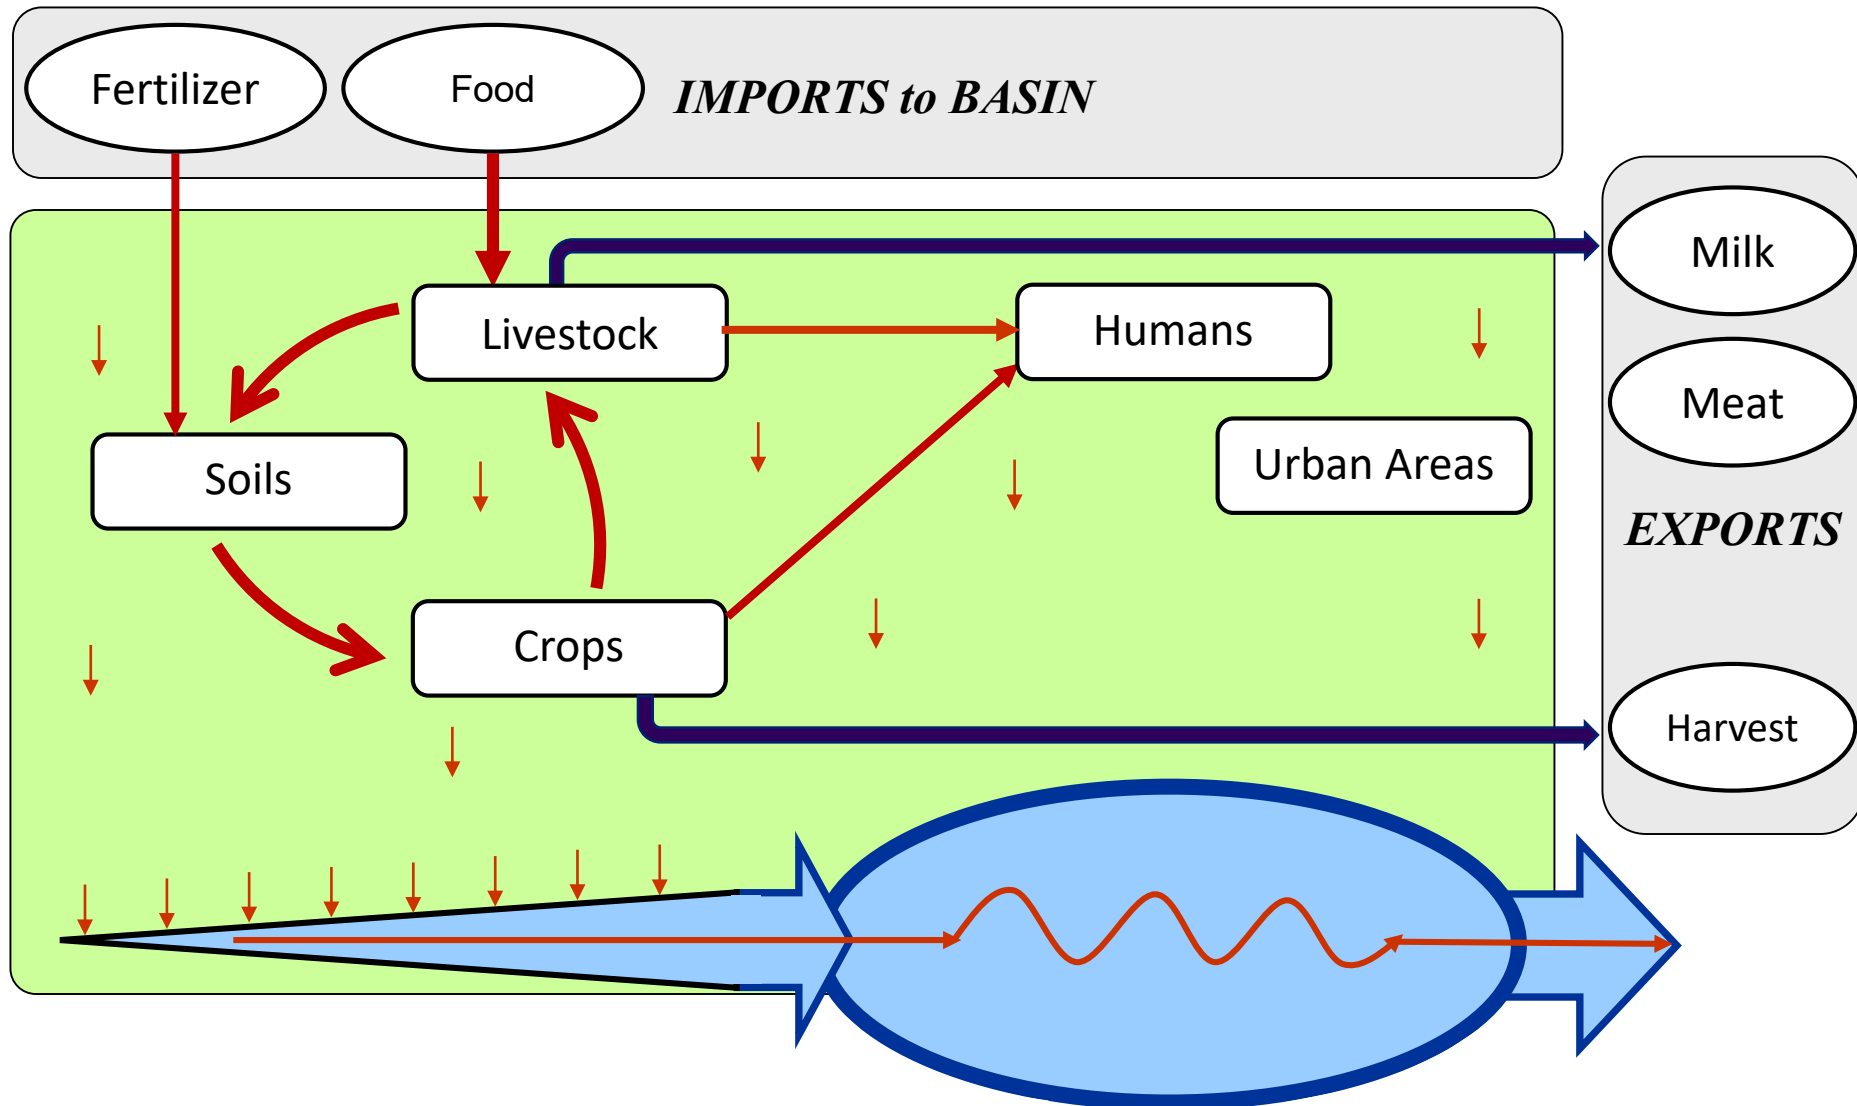 Fertilizer
Food
IMPORTS to BASIN
Milk
Livestock
Humans
Meat
Soils
Urban Areas
EXPORTS
Crops
Harvest